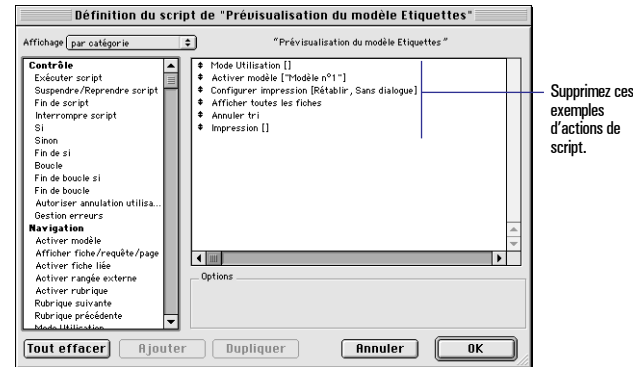 Définition du script de "Prévisualisation du modèle Etiquettes"
Affichage par catégorie
"Prévisualisation du modèle Etiquettes"
Contrôle
Exécuter script
Suspendre/Reprendre script
Fin de script
Interrompre script
Si
Sinon
Fin de si
Boucle
Fin de boucle si
Fin de boucle
Autoriser annulation utilisa...
Gestion erreurs
Navigation
Activer modèle
Afficher fiche/requête/page
Activer fiche liée
Activer rangée externe
Activer rubrique
Rubrique suivante
Rubrique précédente
Mode Utilisation
Mode Utilisation []
Activer modèle ["Modèle n°1"]
Configurer impression [Rétablir, Sans dialogue]
Afficher toutes les fiches
Annuler tri
Impression []
Supprimez ces
exemples
d'actions de
script.
Options
Tout effacer
Ajouter
Dupliquer
Annuler
OK